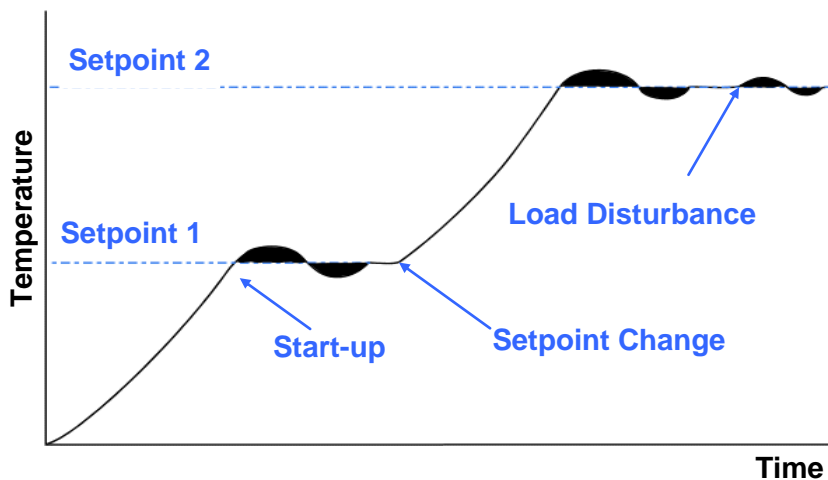 Setpoint 2
Temperature
Load Disturbance
Setpoint 1
Start-up
Setpoint Change
Time